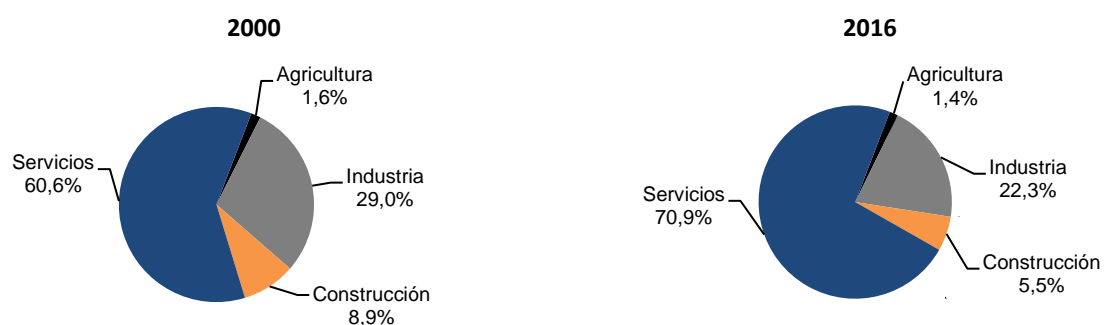 2000
Agricultura
1,6%
Servicios
60,6%
Industria
29,0%
Construcción
8,9%
2016
Agricultura
1,4%
Servicios
70,9%
Industria
22,3%
Construcción
5,5%